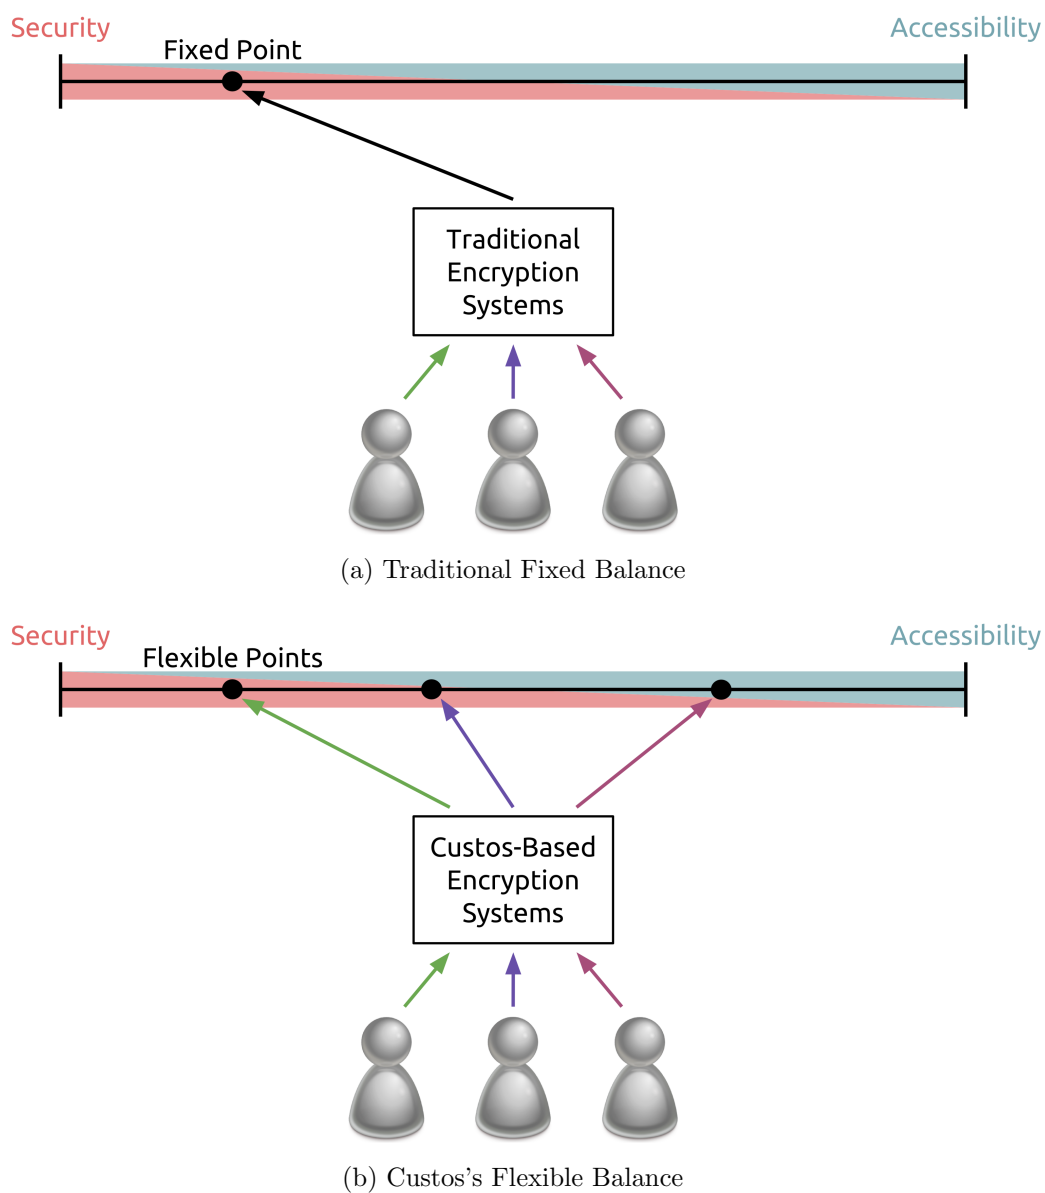 Security
Accessibility
Fixed Point
Traditional
Encryption
Systems
(a) Traditional Fixed Balance
Security
Accessibility
Flexible Points
Custos-Based
Encryption
Systems
(b) Custos's Flexible Balance